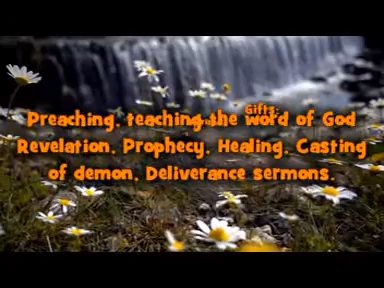 Gifts:
Preaching, teaching the word of God
Revelation, Prophecy, Healing, Casting
of demon, Deliverance sermons.